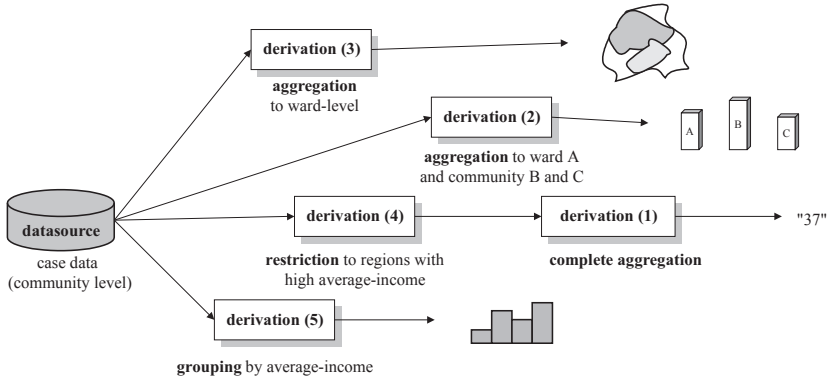 derivation (3)
aggregation
to ward-level
derivation (2)
A
B
C
aggregation to ward A
and community B and C
datasource
case data
(community level)
derivation (4)
derivation (1)
"37"
restriction to regions with
high average-income
complete aggregation
derivation (5)
grouping by average-income